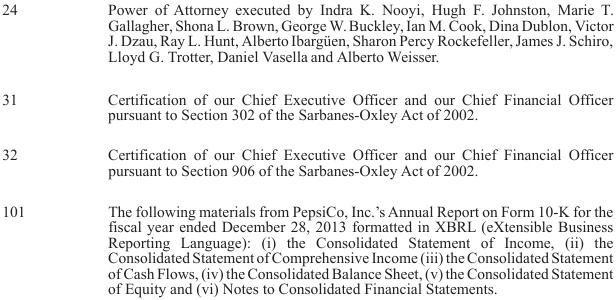 24 Power of Attorney executed by Indra K. Nooyi, Hugh F. Johnston, Marie T.
Gallagher, Shona L. Brown, George W. Buckley, Ian M. Cook, Dina Dublon, Victor
J. Dzau, Ray L. Hunt, Alberto Ibargüen, Sharon Percy Rockefeller, James J. Schiro,
Lloyd G. Trotter, Daniel Vasella and Alberto Weisser.
31 Certification of our Chief Executive Officer and our Chief Financial Officer
pursuant to Section 302 of the Sarbanes-Oxley Act of 2002.
32 Certification of our Chief Executive Officer and our Chief Financial Officer
pursuant to Section 906 of the Sarbanes-Oxley Act of 2002.
101 The following materials from PepsiCo, Inc.'s Annual Report on Form 10-K for the
fiscal year ended December 28, 2013 formatted in XBRL (eXtensible Business
Reporting Language): (i) the Consolidated Statement of Income, (ii) the
Consolidated Statement of Comprehensive Income (iii) the Consolidated Statement
of Cash Flows, (iv) the Consolidated Balance Sheet, (v) the Consolidated Statement
of Equity and (vi) Notes to Consolidated Financial Statements.